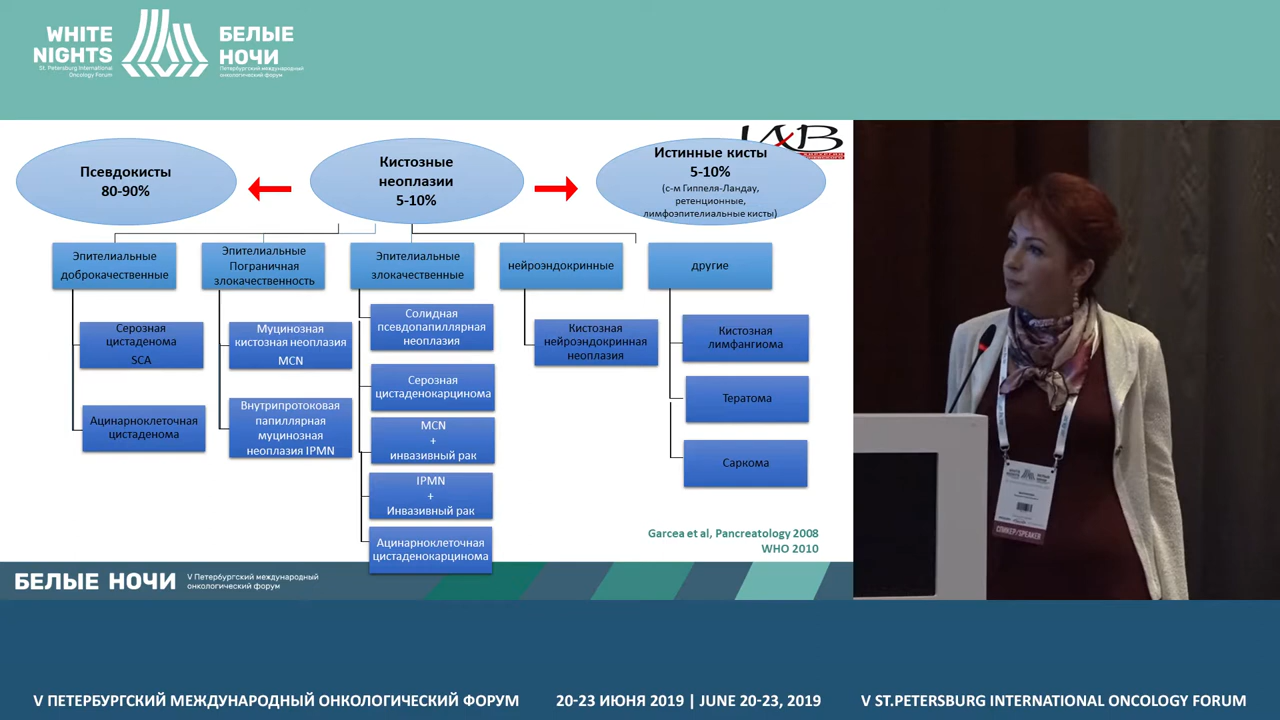 WHITE
NIGHTS
St. Petersburg International
Oncology Forum
БЕЛЫЕ
НОЧИ
Петербургский международный
онкологический форум
Псевдокисты
80-90%
Кистозные
неоплазии
5-10%
Истинные кисты
5-10%
(с-м Гиппеля-Ландау,
ретенционные,
лимфоэпителиальные кисты)
Эпителиальные
доброкачественные
Эпителиальные
Пограничная
злокачественность
Эпителиальные
злокачественные
нейроэндокринные
другие
Серозная
цистаденома
SCA
Ацинарноклеточная
цистаденома
Муцинозная
кистозная неоплазия
MCN
Внутрипротоковая
папиллярная
муцинозная
неоплазия IPMN
Солидная
псевдопапиллярная
неоплазия
Серозная
цистаденокарцинома
MCN
+
инвазивный рак
IPMN
+
Инвазивный рак
Ацинарноклеточная
цистаденокарцинома
Кистозная
нейроэндокринная
неоплазия
Кистозная
лимфангиома
Тератома
Саркома
Garcea et al, Pancreatology 2008
WHO 2010
БЕЛЫЕ НОЧИ
V Петербургский международный
онкологический форум
WHITE
NIGHTS
СПИКЕР/SPEAKER
V ПЕТЕРБУРГСКИЙ МЕЖДУНАРОДНЫЙ ОНКОЛОГИЧЕСКИЙ ФОРУМ
20-23 ИЮНЯ 2019 | JUNE 20-23, 2019
V ST.PETERSBURG INTERNATIONAL ONCOLOGY FORUM